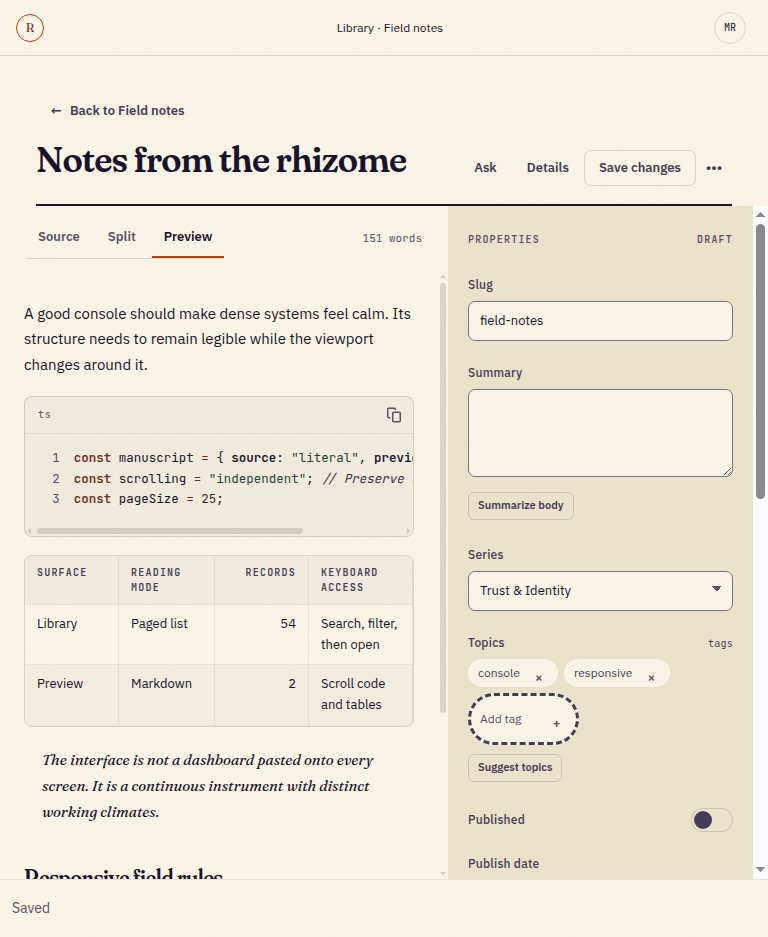 R
Library · Field notes
MR
← Back to Field notes
Notes from the rhizome
Ask
Details
Save changes
•••
Source
Split
Preview
151 words
A good console should make dense systems feel calm. Its
structure needs to remain legible while the viewport
changes around it.
ts
1 const manuscript = { source: "literal", previ
2 const scrolling = "independent"; // Preserve
3 const pageSize = 25;
SURFACE
READING
MODE
RECORDS
KEYBOARD
ACCESS
Library
Paged list
54
Search, filter,
then open
Preview
Markdown
2
Scroll code
and tables
The interface is not a dashboard pasted onto every
screen. It is a continuous instrument with distinct
working climates.
Responsive field rules
PROPERTIES
DRAFT
Slug
field-notes
Summary
Summarize body
Series
Trust & Identity
Topics
tags
console ×
responsive ×
Add tag +
Suggest topics
Published
Publish date
Saved